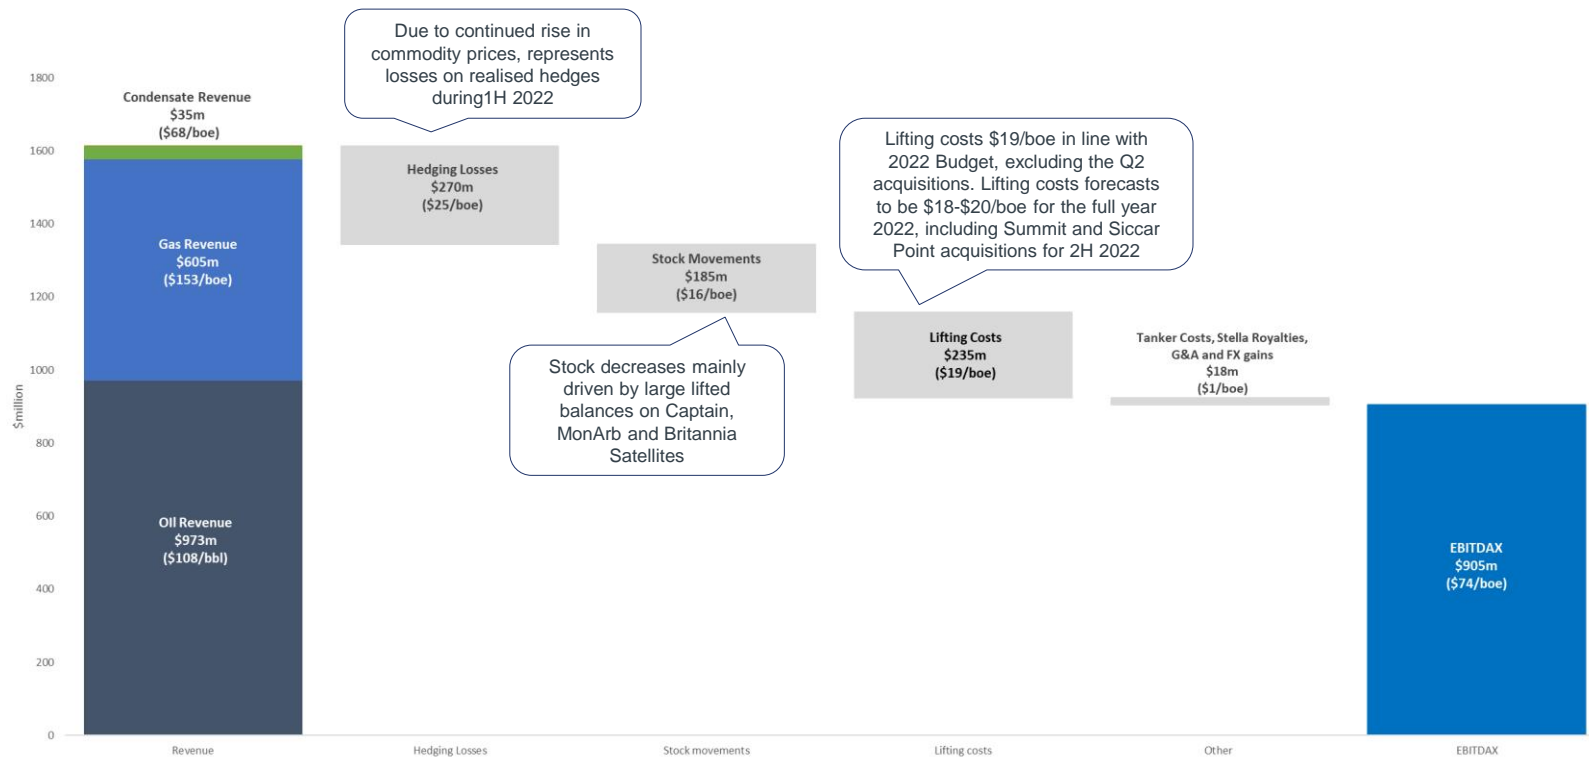 Due to continued rise in
commodity prices, represents
losses on realised hedges
during1H 2022
1800
1600
1400
1200
1000
800
600
400
200
0
$million
Condensate Revenue
$35m
($68/boe)
Gas Revenue
$605m
($153/boe)
OIl Revenue
$973m
($108/bbl)
Hedging Losses
$270m
($25/boe)
Stock Movements
$185m
($16/boe)
Stock decreases mainly
driven by large lifted
balances on Captain,
MonArb and Britannia
Satellites
Lifting costs $19/boe in line with
2022 Budget, excluding the Q2
acquisitions. Lifting costs forecasts
to be $18-$20/boe for the full year
2022, including Summit and Siccar
Point acquisitions for 2H 2022
Lifting Costs
$235m
($19/boe)
Tanker Costs, Stella Royalties,
G&A and FX gains
$18m
($1/boe)
EBITDAX
$905m
($74/boe)
Revenue
Hedging Losses
Stock movements
Lifting costs
Other
EBITDAX